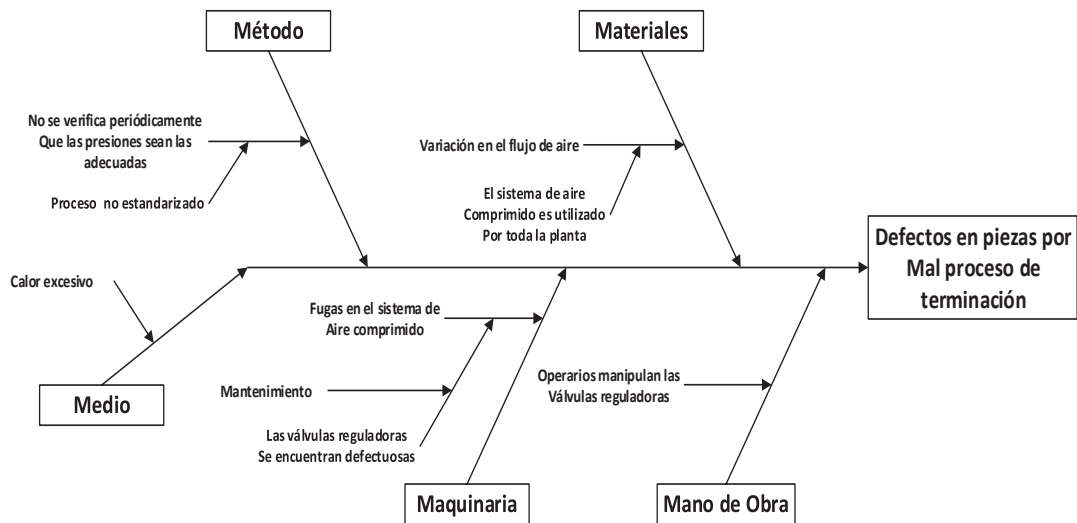 Método
Materiales
No se verifica periódicamente
Que las presiones sean las
adecuadas
Variación en el flujo de aire
Proceso no estandarizado
El sistema de aire
Comprimido es utilizado
Por toda la planta
Defectos en piezas por
Mal proceso de
terminación
Calor excesivo
Fugas en el sistema de
Aire comprimido
Mantenimiento
Operarios manipulan las
Válvulas reguladoras
Medio
Las válvulas reguladoras
Se encuentran defectuosas
Maquinaria
Mano de Obra